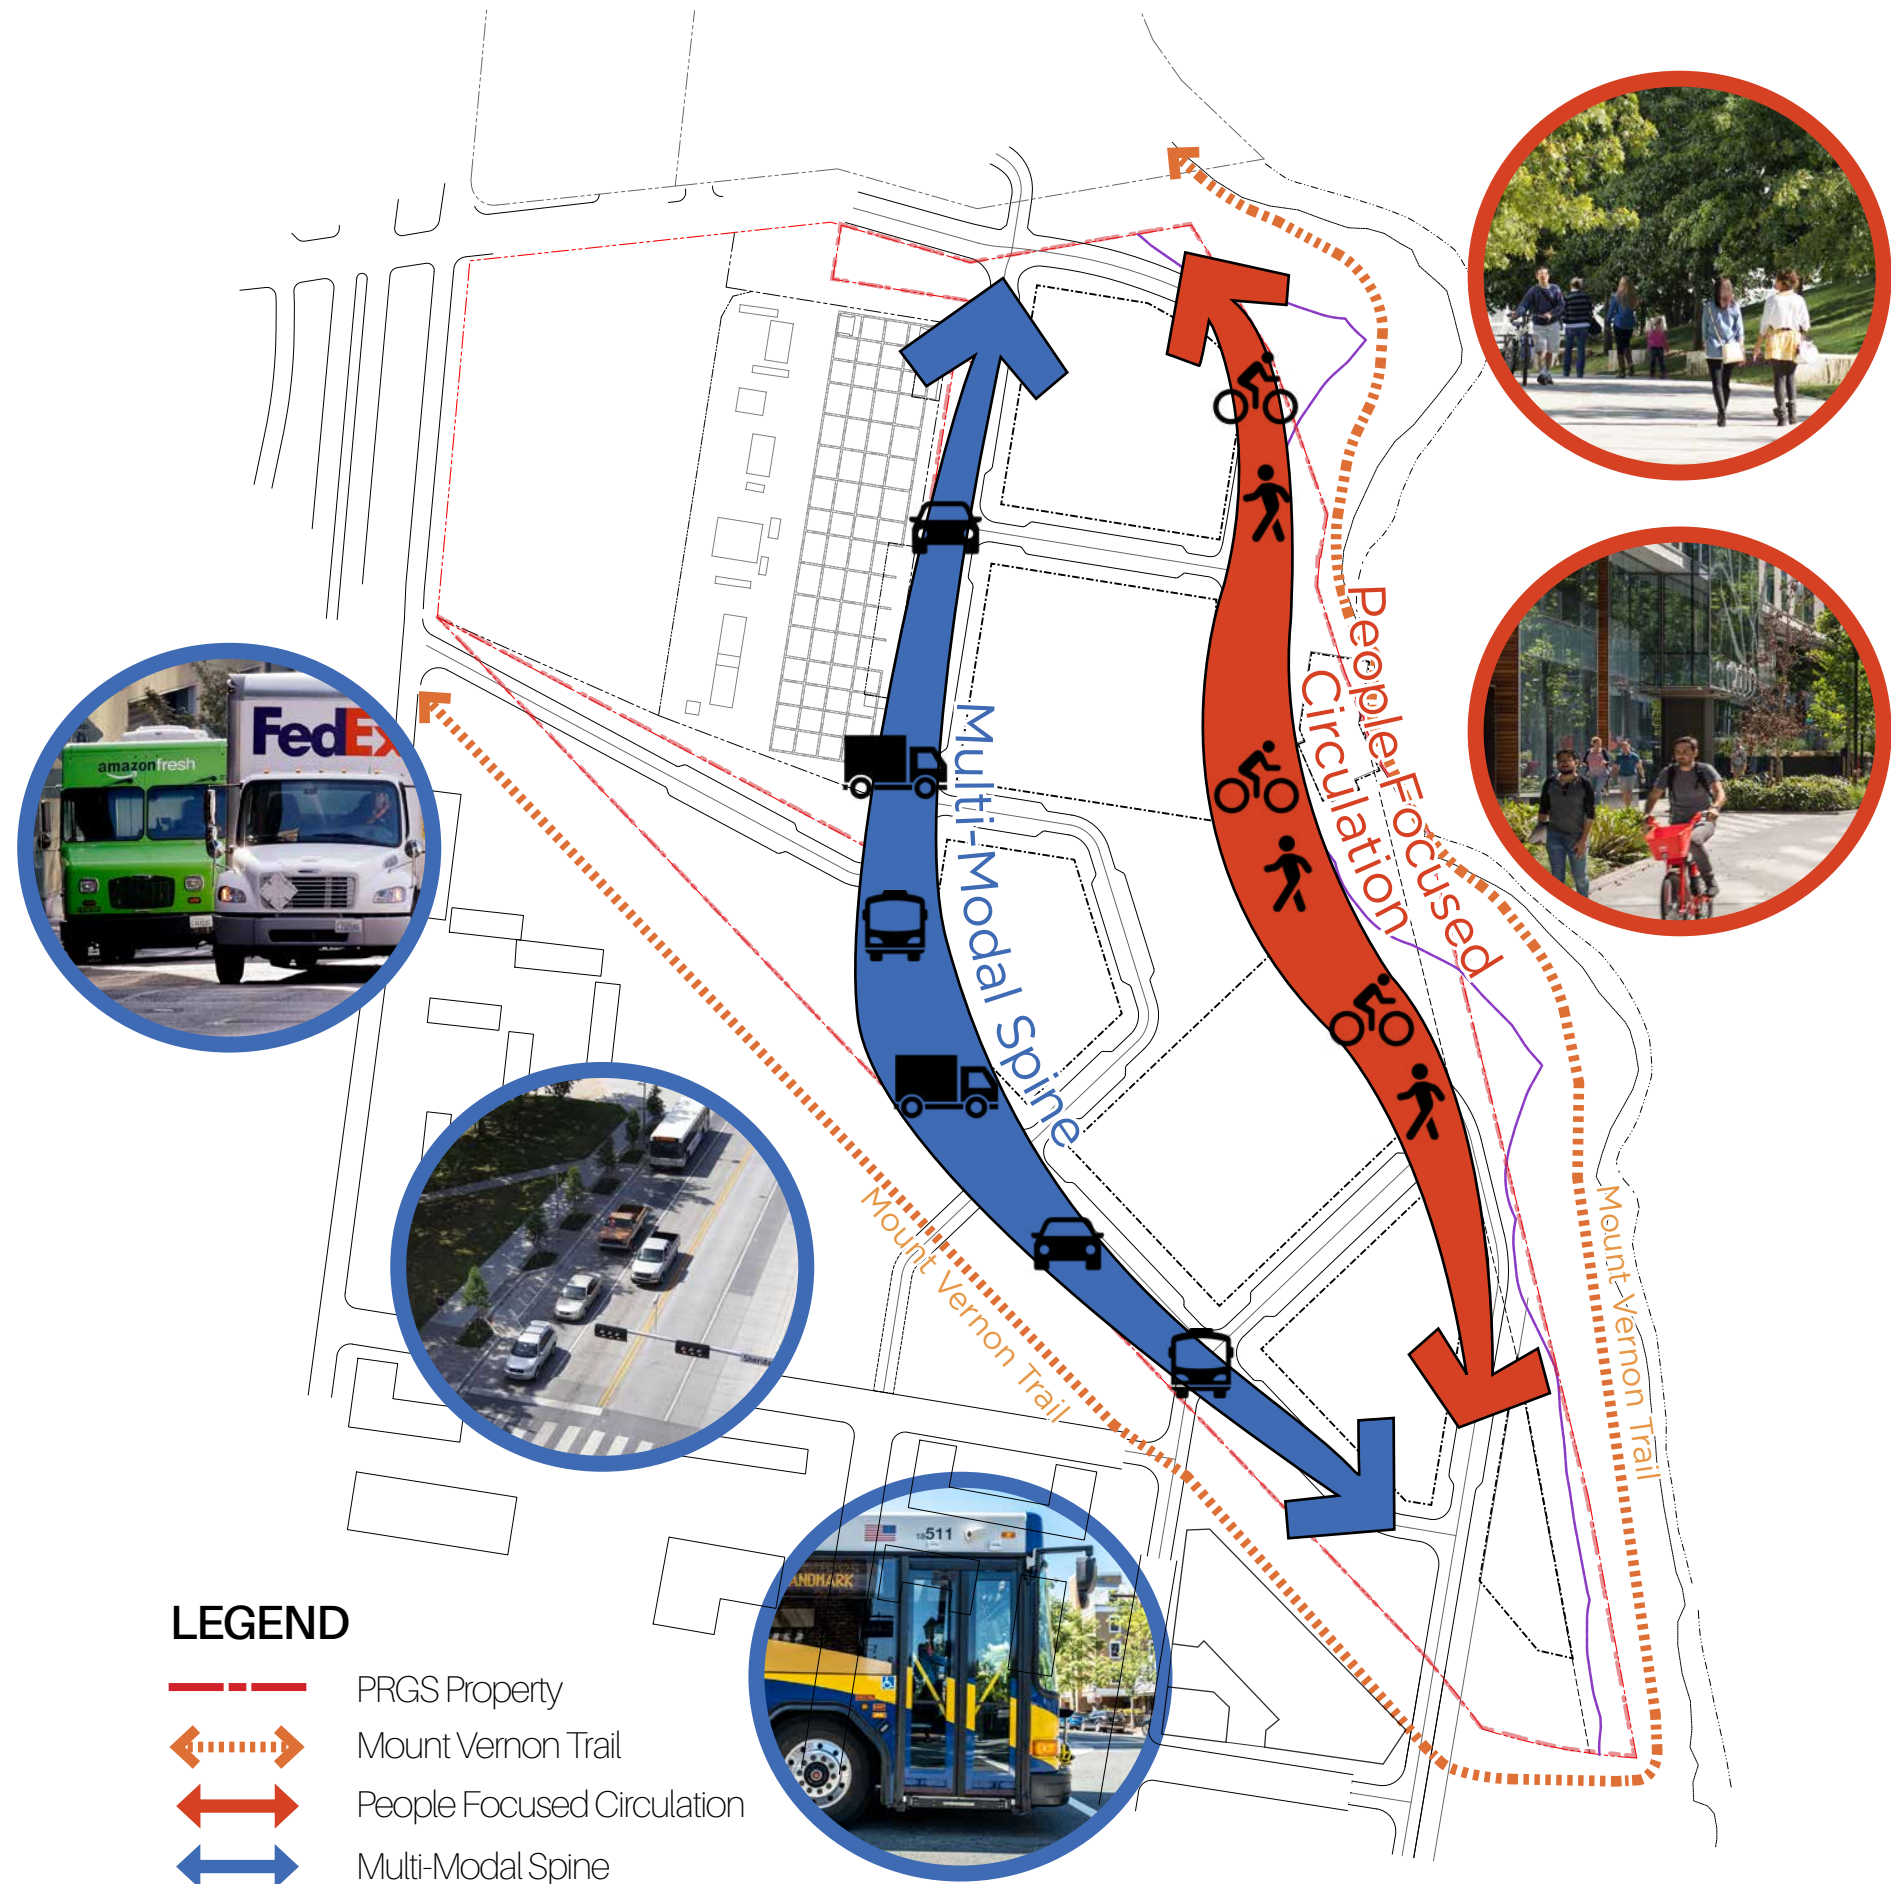 People Focused
Circulation
FedEx
amazonfresh
Multi-Modal Spine
Mount Vernon Trail
Mount Vernon Trail
511
ANDMARK
LEGEND
PRGS Property
Mount Vernon Trail
People Focused Circulation
Multi-Modal Spine